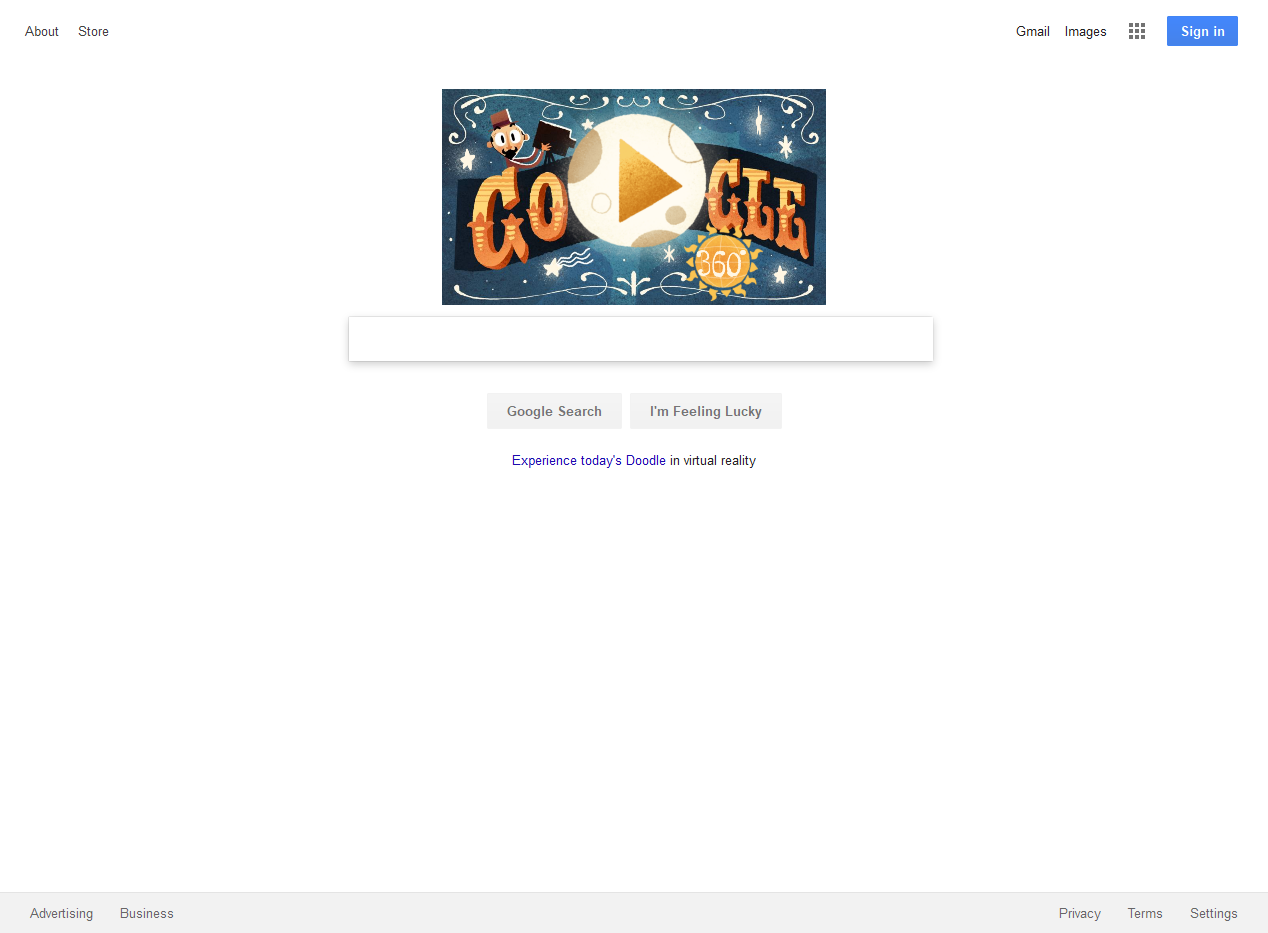 About Store
Gmail Images
Sign in
GO GLE
360°
Google Search
I'm Feeling Lucky
Experience today's Doodle in virtual reality
Advertising Business
Privacy Terms Settings